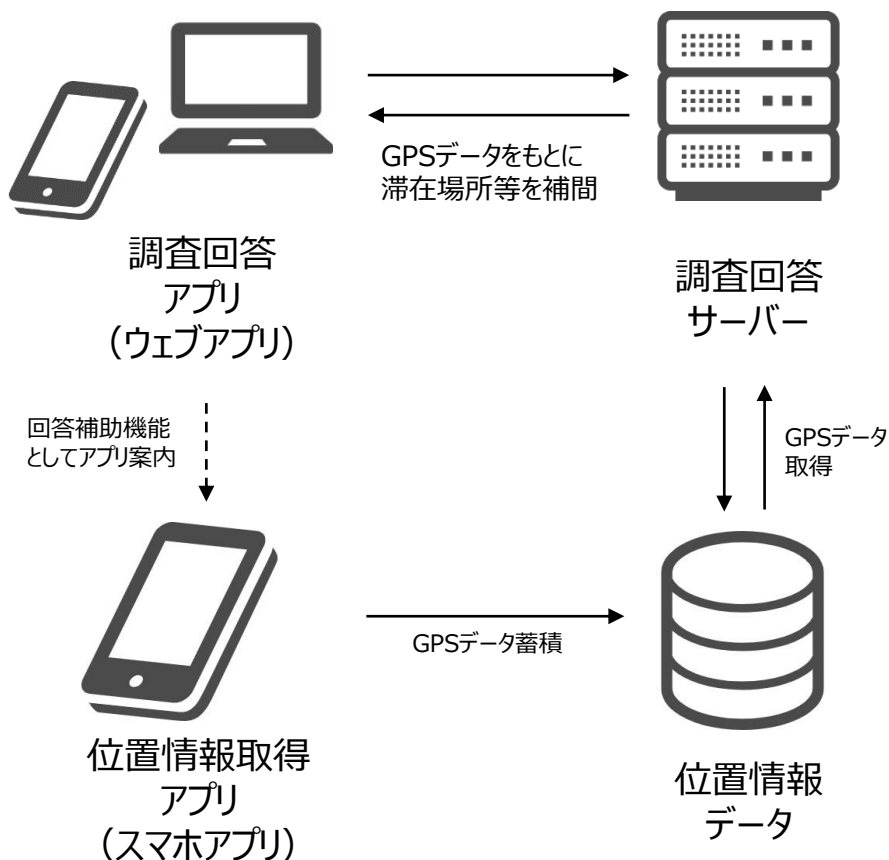 GPSデータをもとに
滞在場所等を補間
調査回答
アプリ
（ウェブアプリ）
調査回答
サーバー
回答補助機能
としてアプリ案内
GPSデータ
取得
GPSデータ蓄積
位置情報取得
アプリ
（スマホアプリ）
位置情報
データ